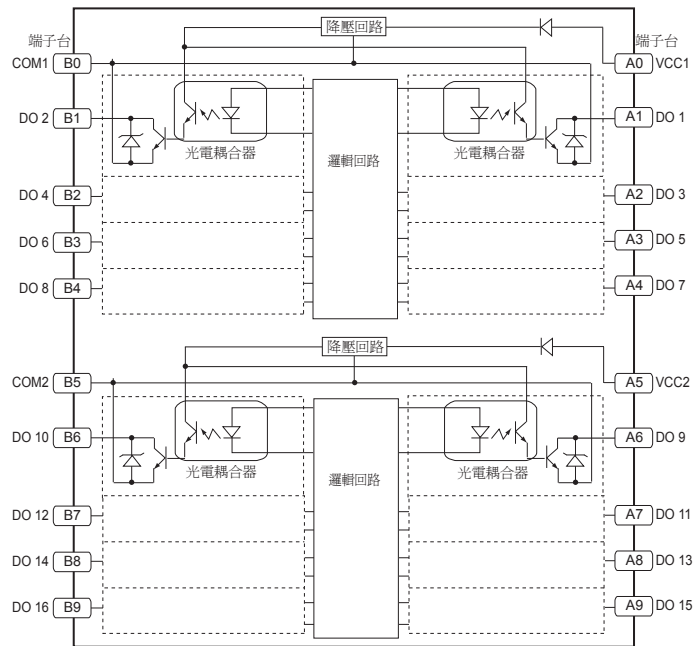 降壓回路
端子台 端子台
COM1 B0 A0 VCC1
DO 2 B1 A1 DO 1
光電耦合器 邏輯回路 光電耦合器
DO 4 B2 A2 DO 3
DO 6 B3 A3 DO 5
DO 8 B4 A4 DO 7
降壓回路
COM2 B5 A5 VCC2
DO 10 B6 A6 DO 9
光電耦合器 邏輯回路 光電耦合器
DO 12 B7 A7 DO 11
DO 14 B8 A8 DO 13
DO 16 B9 A9 DO 15